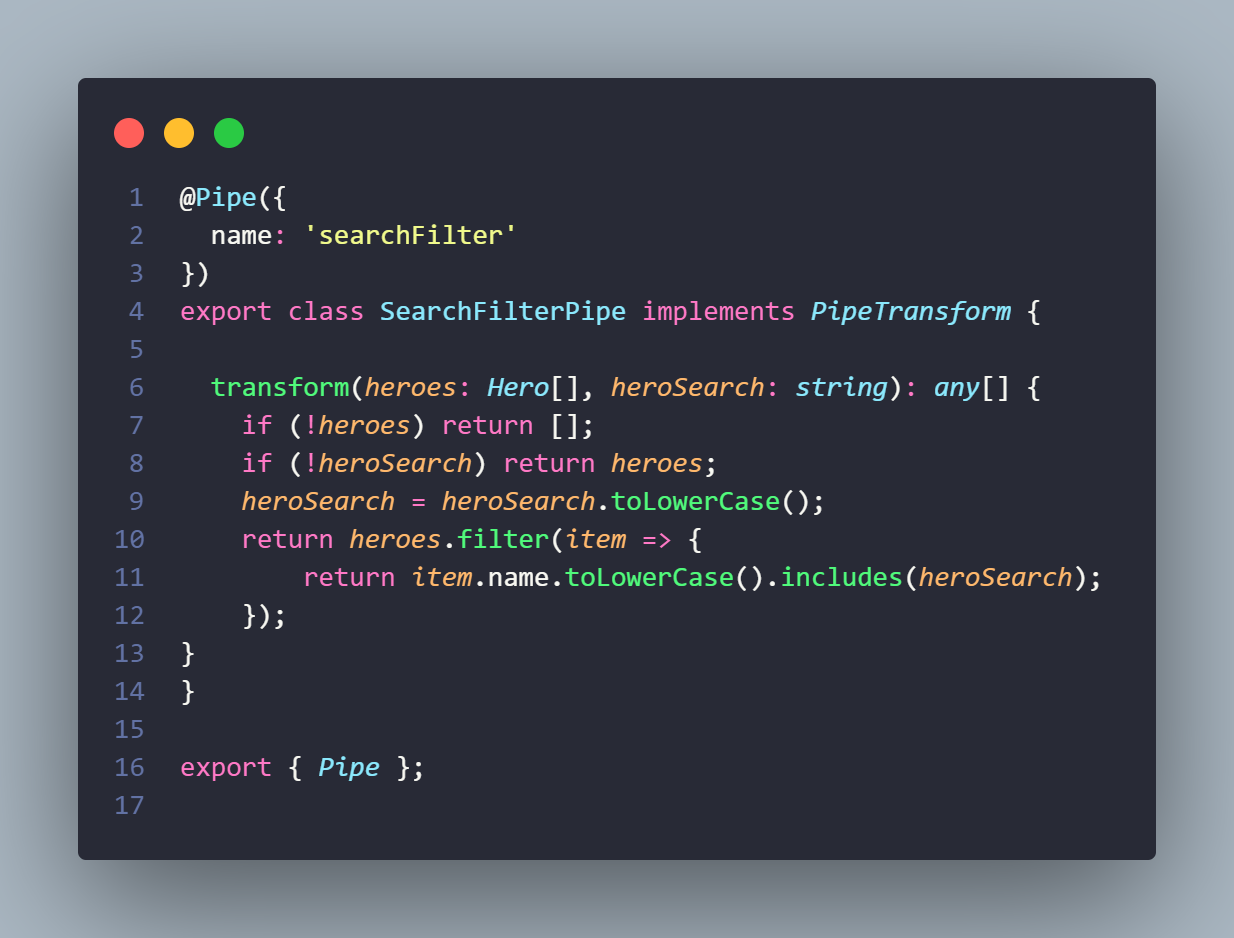 1 @Pipe({
2   name: 'searchFilter'
3 })
4 export class SearchFilterPipe implements PipeTransform {
5
6   transform(heroes: Hero[], heroSearch: string): any[] {
7     if (!heroes) return [];
8     if (!heroSearch) return heroes;
9     heroSearch = heroSearch.toLowerCase();
10     return heroes.filter(item => {
11         return item.name.toLowerCase().includes(heroSearch);
12     });
13 }
14 }
15
16 export { Pipe };
17